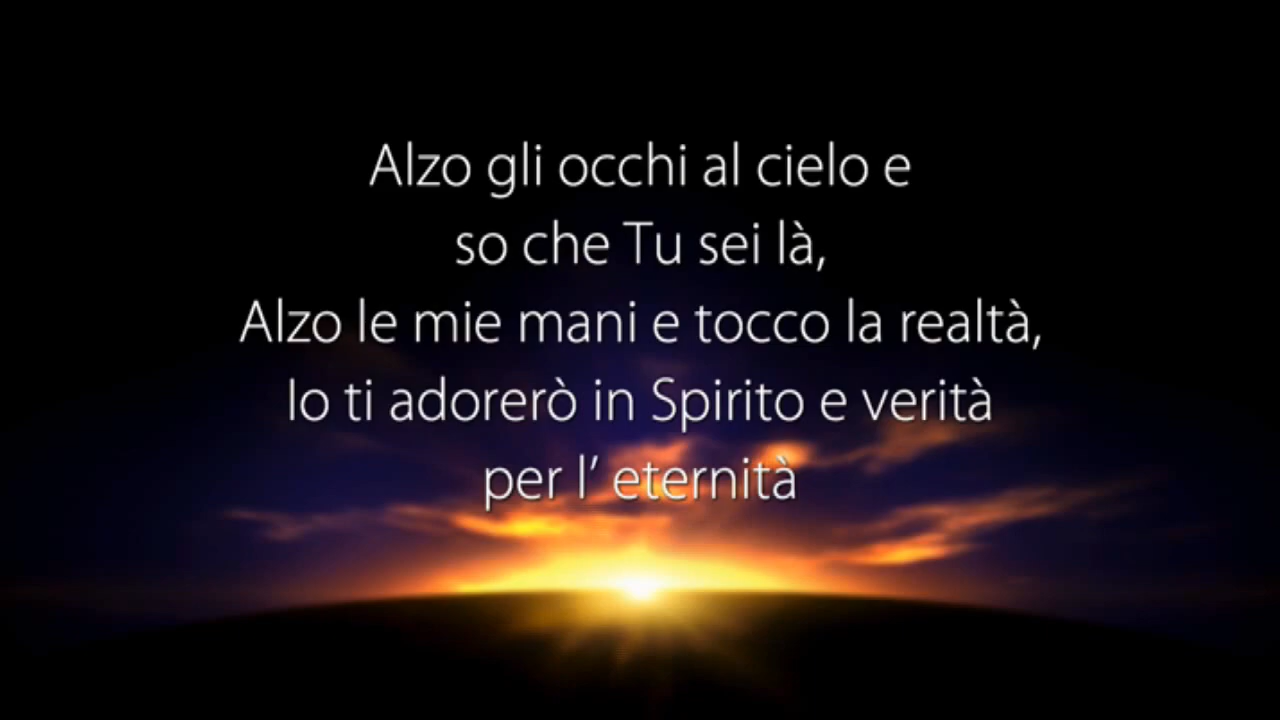 Alzo gli occhi al cielo e
so che Tu sei là,
Alzo le mie mani e tocco la realtà,
Io ti adorerò in Spirito e verità
per l’ eternità